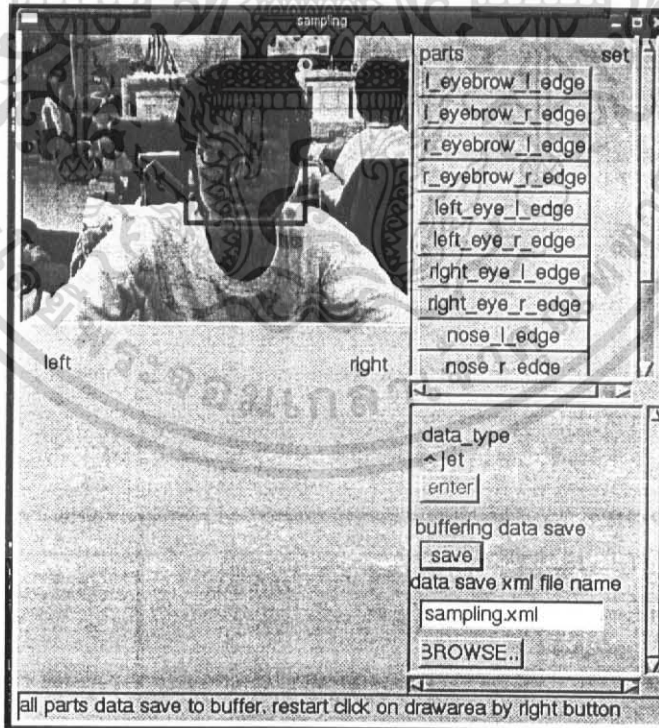 sampling
parts set
l_eyebrow_l_edge
l_eyebrow_r_edge
r_eyebrow_l_edge
r_eyebrow_r_edge
left_eye_l_edge
left_eye_r_edge
right_eye_l_edge
right_eye_r_edge
nose_l_edge
nose_r_edge
left right
data_type
jet
enter
buffering data save
save
data save xml file name
sampling.xml
BROWSE..
all parts data save to buffer, restart click on drawarea by right button